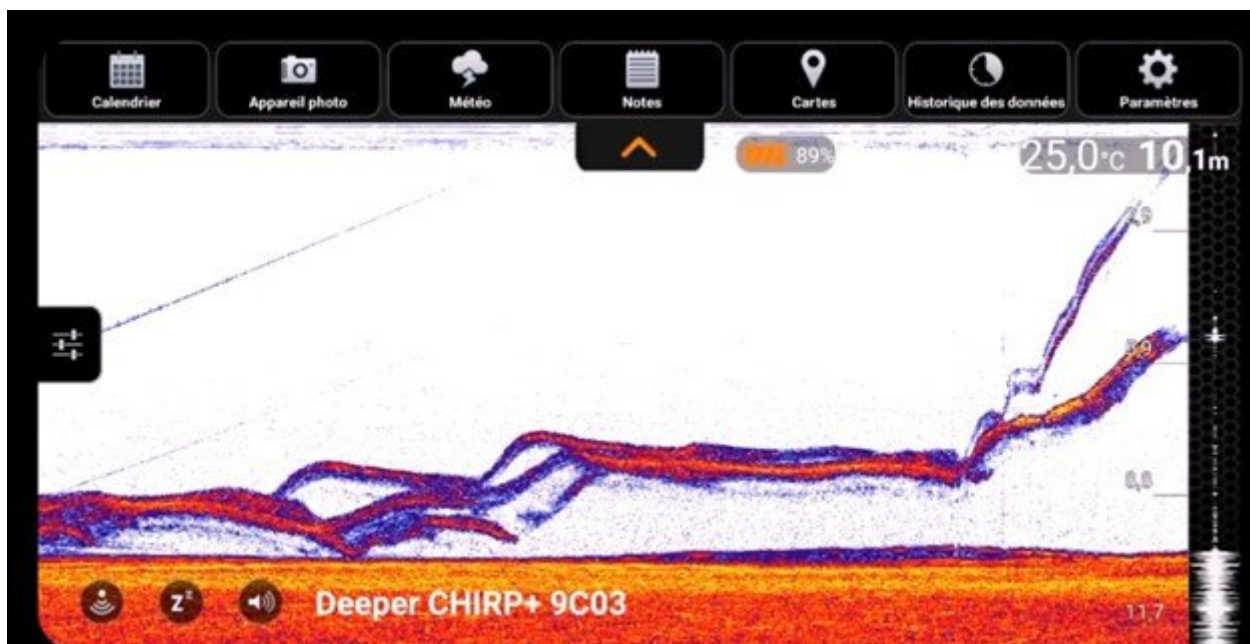 Calendrier
Appareil photo
Météo
Notes
Cartes
Historique des données
Paramètres
89%
25,0°C 10,1m
Z
Deeper CHIRP+ 9C03
11,7